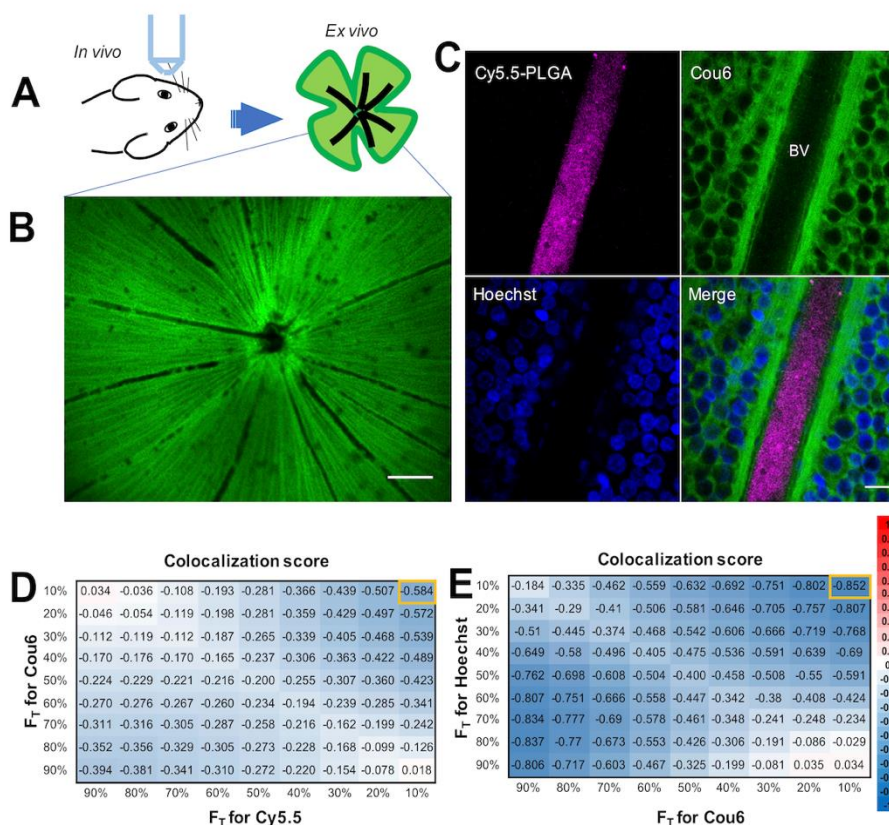 In vivo
Ex vivo
A
B
C
Cy5.5-PLGA
Cou6
BV
Hoechst
Merge
D
Colocalization score
F_T for Cou6
10% 0.034 -0.036 -0.108 -0.193 -0.281 -0.366 -0.439 -0.507 -0.584
20% -0.046 -0.054 -0.119 -0.198 -0.281 -0.359 -0.429 -0.497 -0.572
30% -0.112 -0.119 -0.112 -0.187 -0.265 -0.339 -0.405 -0.468 -0.539
40% -0.170 -0.176 -0.170 -0.165 -0.237 -0.306 -0.363 -0.422 -0.489
50% -0.224 -0.229 -0.221 -0.216 -0.200 -0.255 -0.307 -0.360 -0.423
60% -0.270 -0.276 -0.267 -0.260 -0.234 -0.194 -0.239 -0.285 -0.341
70% -0.311 -0.316 -0.305 -0.287 -0.258 -0.216 -0.162 -0.199 -0.242
80% -0.352 -0.356 -0.329 -0.305 -0.273 -0.228 -0.168 -0.099 -0.126
90% -0.394 -0.381 -0.341 -0.310 -0.272 -0.220 -0.154 -0.078 0.018
90% 80% 70% 60% 50% 40% 30% 20% 10%
F_T for Cy5.5
E
Colocalization score
F_T for Hoechst
10% -0.184 -0.335 -0.462 -0.559 -0.632 -0.692 -0.751 -0.802 -0.852
20% -0.341 -0.29 -0.41 -0.506 -0.581 -0.646 -0.705 -0.757 -0.807
30% -0.51 -0.445 -0.374 -0.468 -0.542 -0.606 -0.666 -0.719 -0.768
40% -0.649 -0.58 -0.496 -0.405 -0.475 -0.536 -0.591 -0.639 -0.69
50% -0.762 -0.698 -0.608 -0.504 -0.400 -0.458 -0.508 -0.55 -0.591
60% -0.807 -0.751 -0.666 -0.558 -0.447 -0.342 -0.38 -0.408 -0.424
70% -0.834 -0.777 -0.69 -0.578 -0.461 -0.348 -0.241 -0.248 -0.234
80% -0.837 -0.77 -0.673 -0.553 -0.426 -0.306 -0.191 -0.086 -0.029
90% -0.806 -0.717 -0.603 -0.467 -0.325 -0.199 -0.081 0.035 0.034
90% 80% 70% 60% 50% 40% 30% 20% 10%
F_T for Cou6